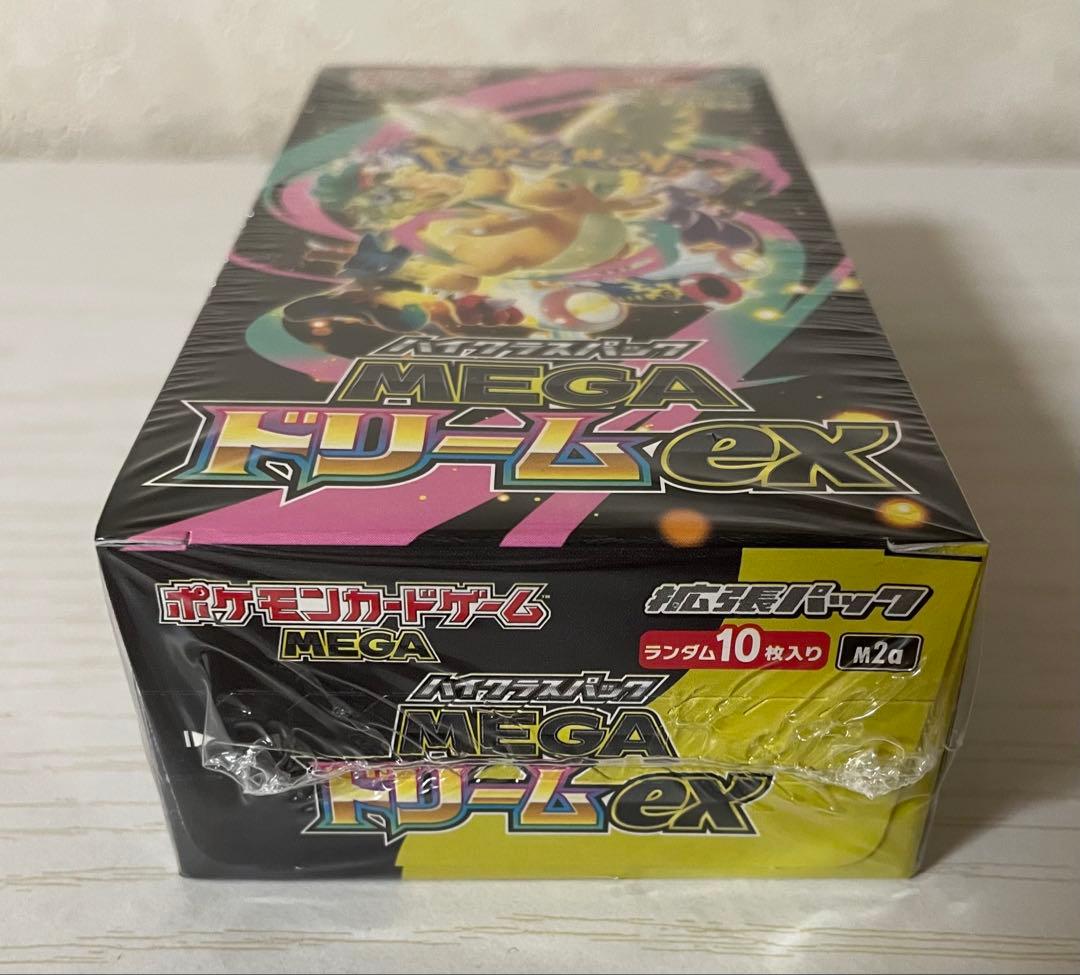 POKÉMON
ハイクラスパック
MEGA
ドリームex
ポケモンカードゲーム™
MEGA
拡張パック
ランダム10枚入り
M2a
ハイクラスパック
MEGA
ドリームex